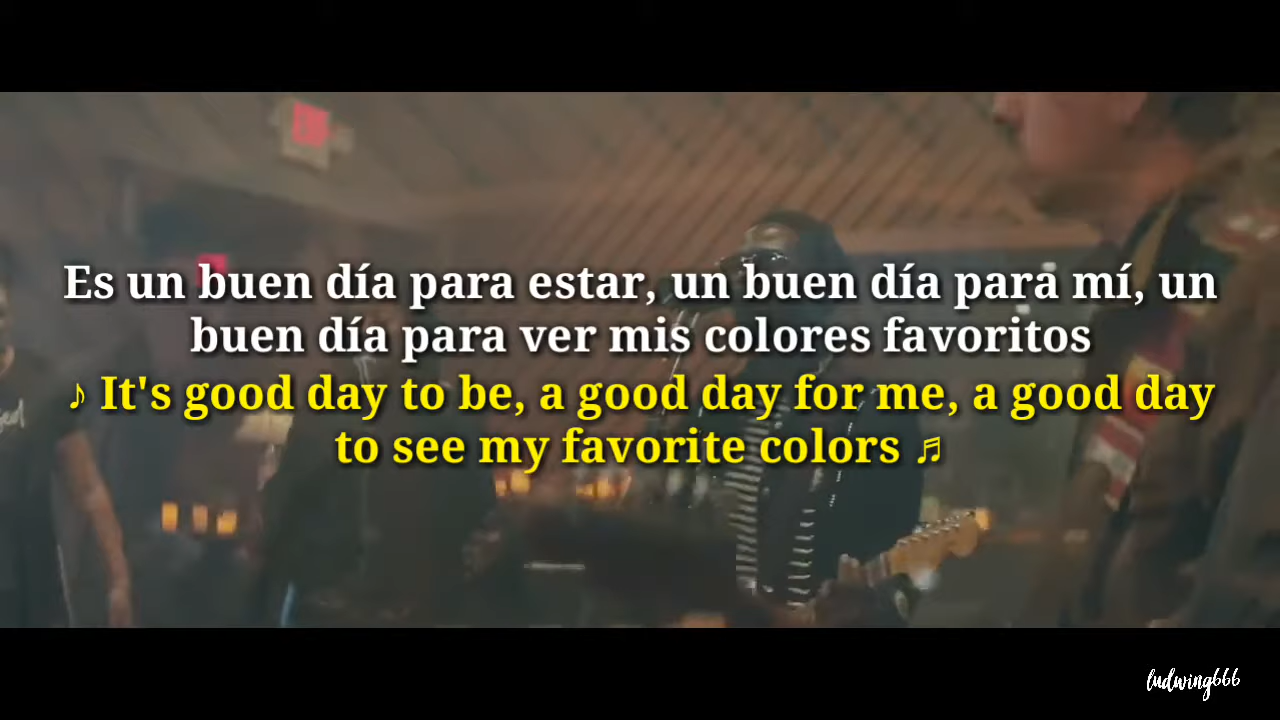 Es un buen día para estar, un buen día para mí, un
buen día para ver mis colores favoritos
♪ It's good day to be, a good day for me, a good day
to see my favorite colors ♬
ludwing666